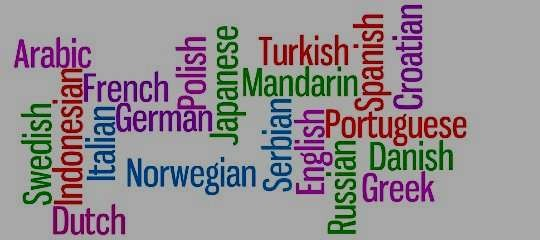 Arabic
Swedish
Indonesian
French
Italian
German
Polish
Japanese
Turkish
Mandarin
Spanish
Croatian
Norwegian
Serbian
English
Portuguese
Russian
Danish
Greek
Dutch